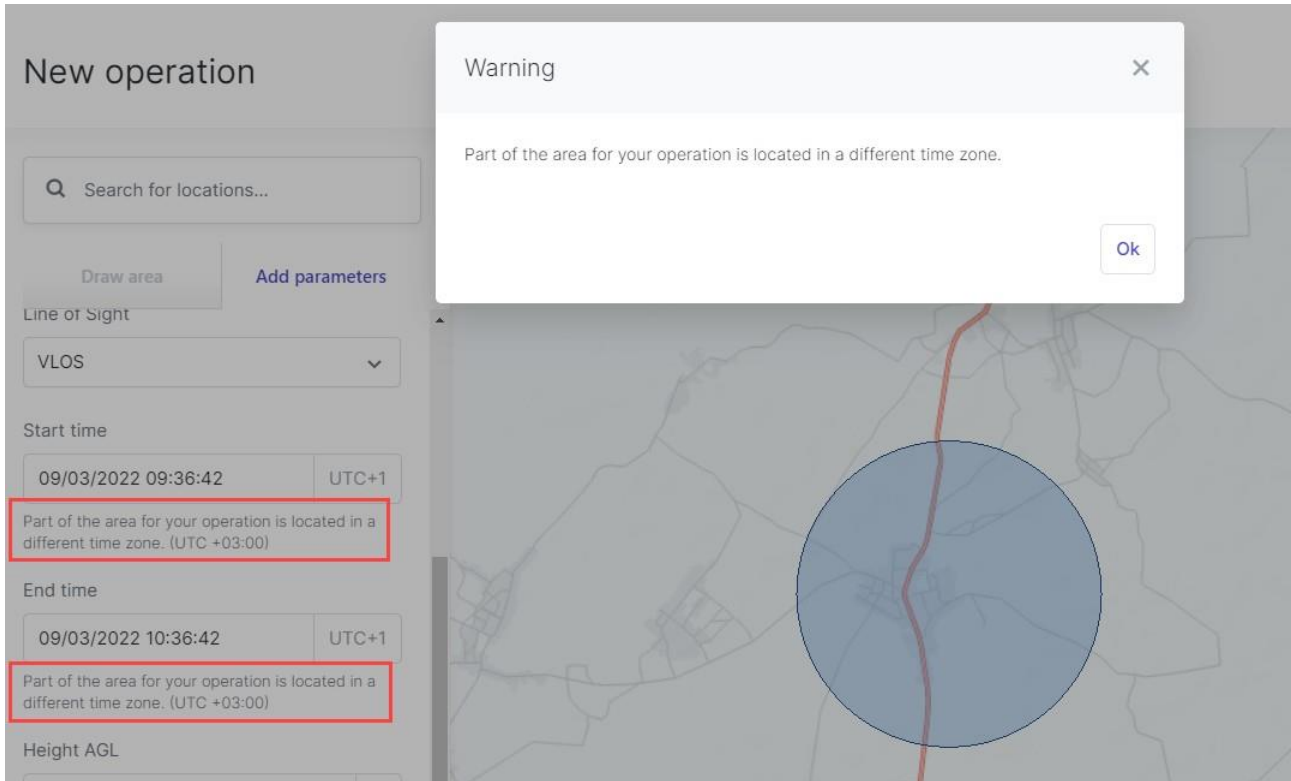 New operation
Search for locations...
Draw area
Add parameters
Line of Sight
VLOS
Start time
09/03/2022 09:36:42
UTC+1
Part of the area for your operation is located in a
different time zone. (UTC +03:00)
End time
09/03/2022 10:36:42
UTC+1
Part of the area for your operation is located in a
different time zone. (UTC +03:00)
Height AGL
Warning
Part of the area for your operation is located in a different time zone.
Ok